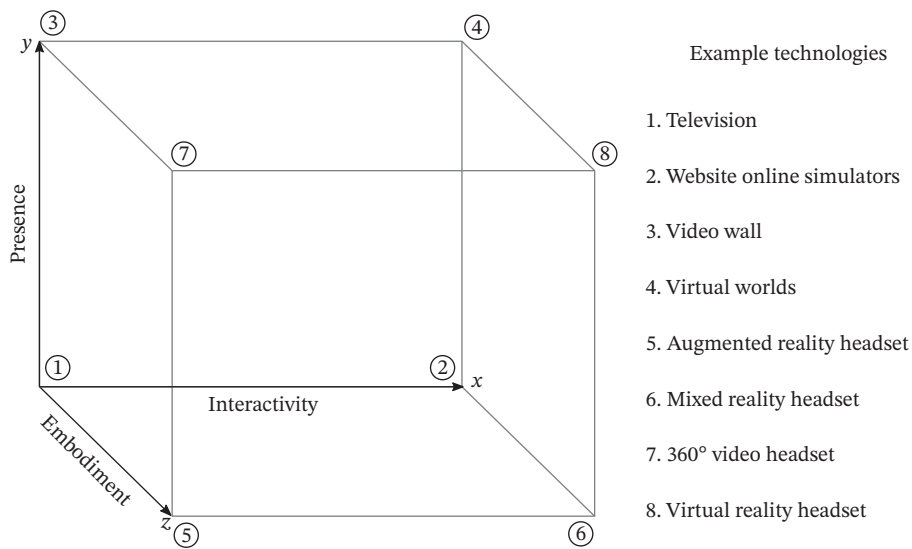 3
4
y
Example technologies
1. Television
7
8
2. Website online simulators
Presence
3. Video wall
4. Virtual worlds
5. Augmented reality headset
1
2
x
Interactivity
6. Mixed reality headset
Embodiment
7. 360° video headset
z
5
6
8. Virtual reality headset